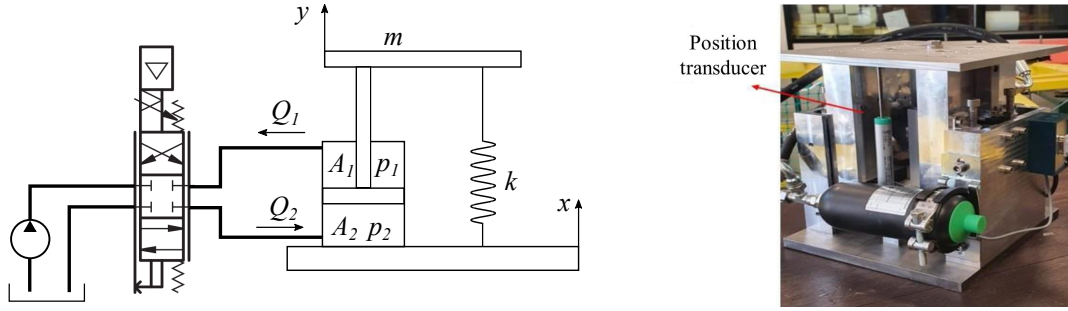 y
m
Q1
A1 p1
k
Q2
x
A2 p2
Position
transducer